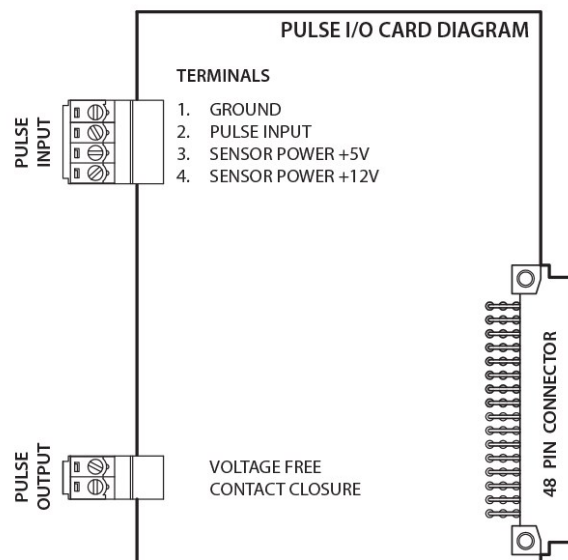 PULSE I/O CARD DIAGRAM
TERMINALS
1. GROUND
2. PULSE INPUT
3. SENSOR POWER +5V
4. SENSOR POWER +12V
PULSE
INPUT
48 PIN CONNECTOR
PULSE
OUTPUT
VOLTAGE FREE
CONTACT CLOSURE